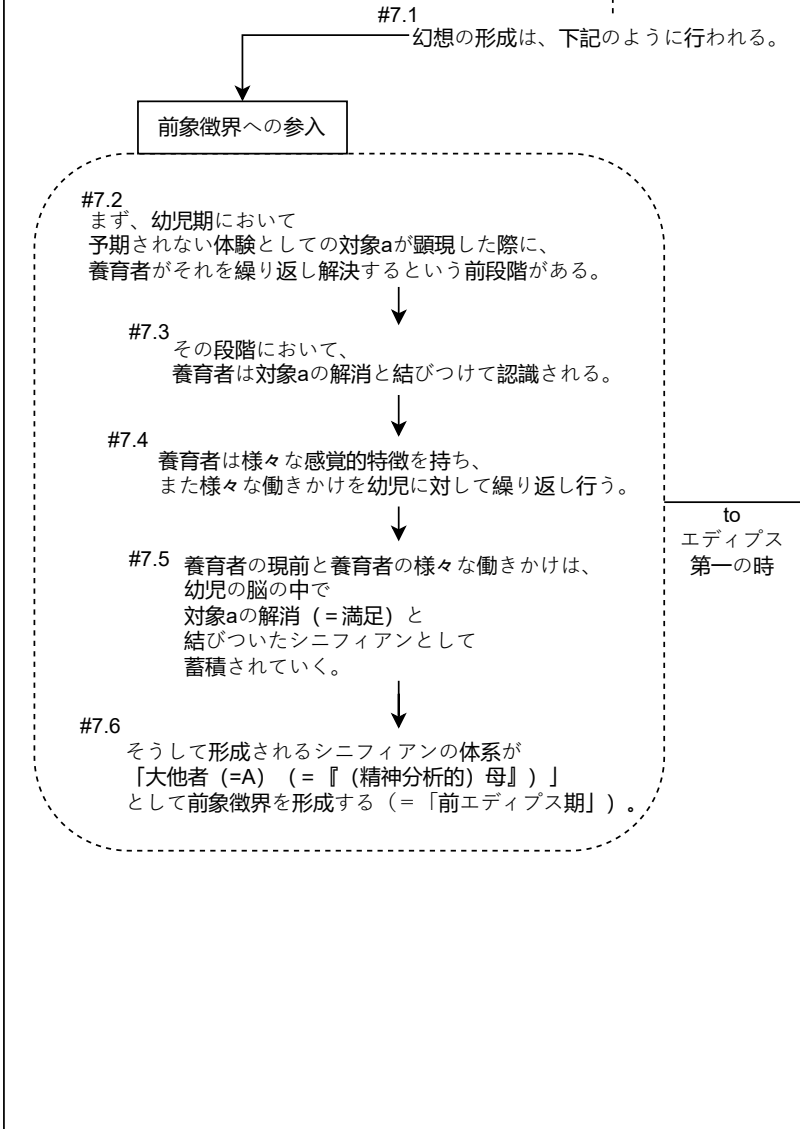 #7.1
幻想の形成は、下記のように行われる。
前象徴界への参入
#7.2
まず、幼児期において
予期されない体験としての対象aが顕現した際に、
養育者がそれを繰り返し解決するという前段階がある。
#7.3
その段階において、
養育者は対象aの解消と結びつけて認識される。
#7.4
養育者は様々な感覚的特徴を持ち、
また様々な働きかけを幼児に対して繰り返し行う。
#7.5
養育者の現前と養育者の様々な働きかけは、
幼児の脳の中で
対象aの解消（=満足）と
結びついたシニフィアンとして
蓄積されていく。
#7.6
そうして形成されるシニフィアンの体系が
「大他者（=A）（=『（精神分析的）母』）」
として前象徴界を形成する（=「前エディプス期」）。
to
エディプス
第一の時